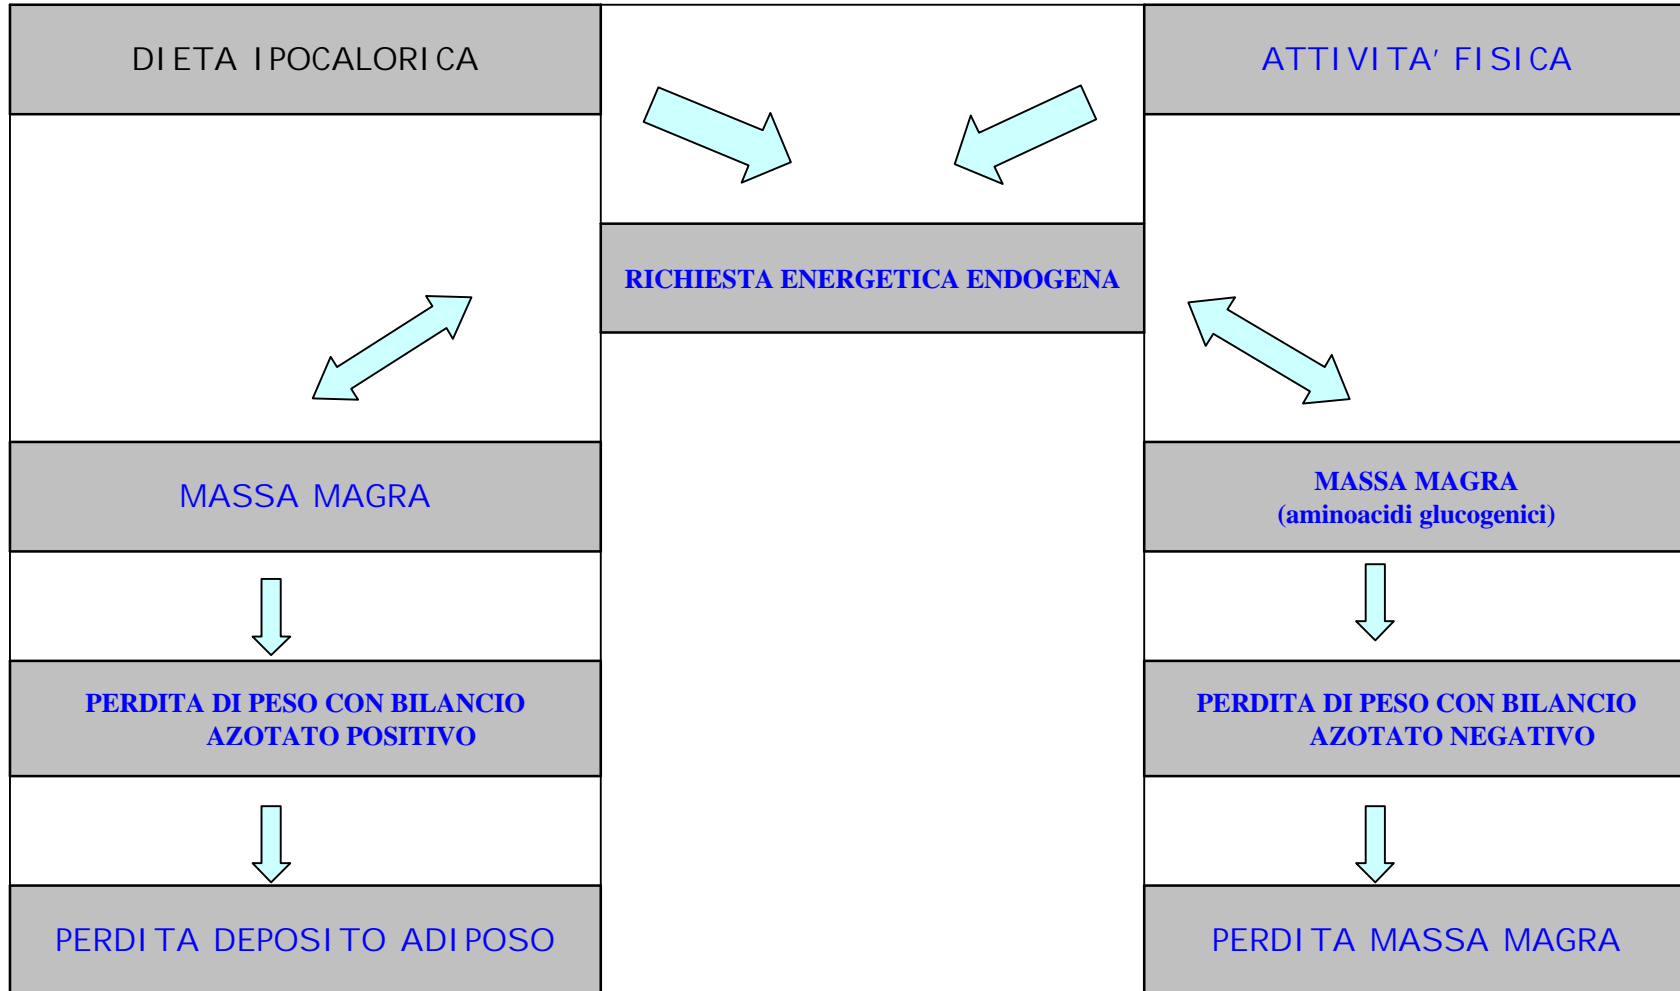 DIETA IPOCALORICA
ATTIVITA' FISICA
RICHIESTA ENERGETICA ENDOGENA
MASSA MAGRA
MASSA MAGRA
(aminoacidi glucogenici)
PERDITA DI PESO CON BILANCIO
AZOTATO POSITIVO
PERDITA DI PESO CON BILANCIO
AZOTATO NEGATIVO
PERDITA DEPOSITO ADIPOSO
PERDITA MASSA MAGRA